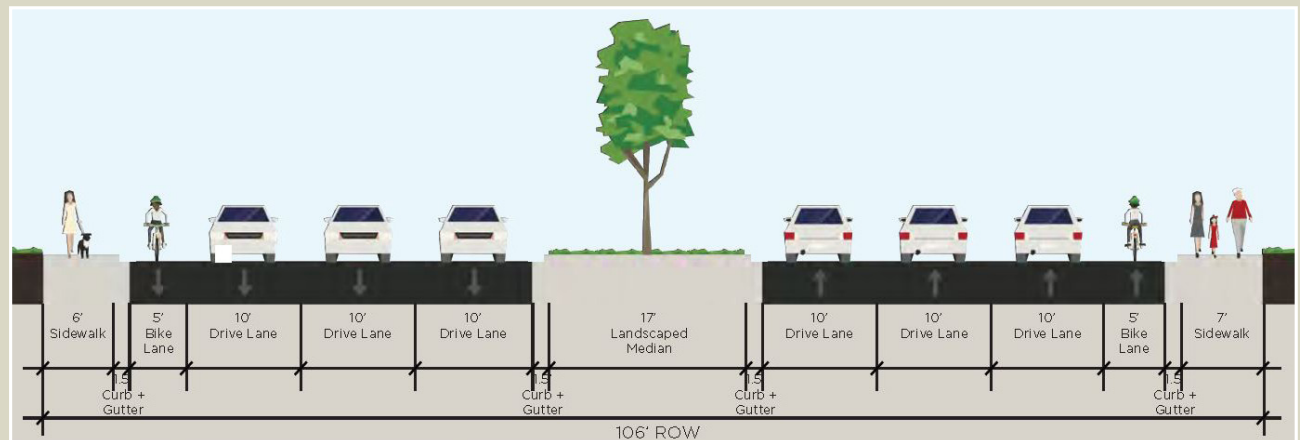 6'
Sidewalk
5'
Bike
Lane
10'
Drive Lane
10'
Drive Lane
10'
Drive Lane
17'
Landscaped
Median
10'
Drive Lane
10'
Drive Lane
10'
Drive Lane
5'
Bike
Lane
7'
Sidewalk
1.5'
Curb +
Gutter
1.5'
Curb +
Gutter
1.5'
Curb +
Gutter
1.5'
Curb +
Gutter
106' ROW